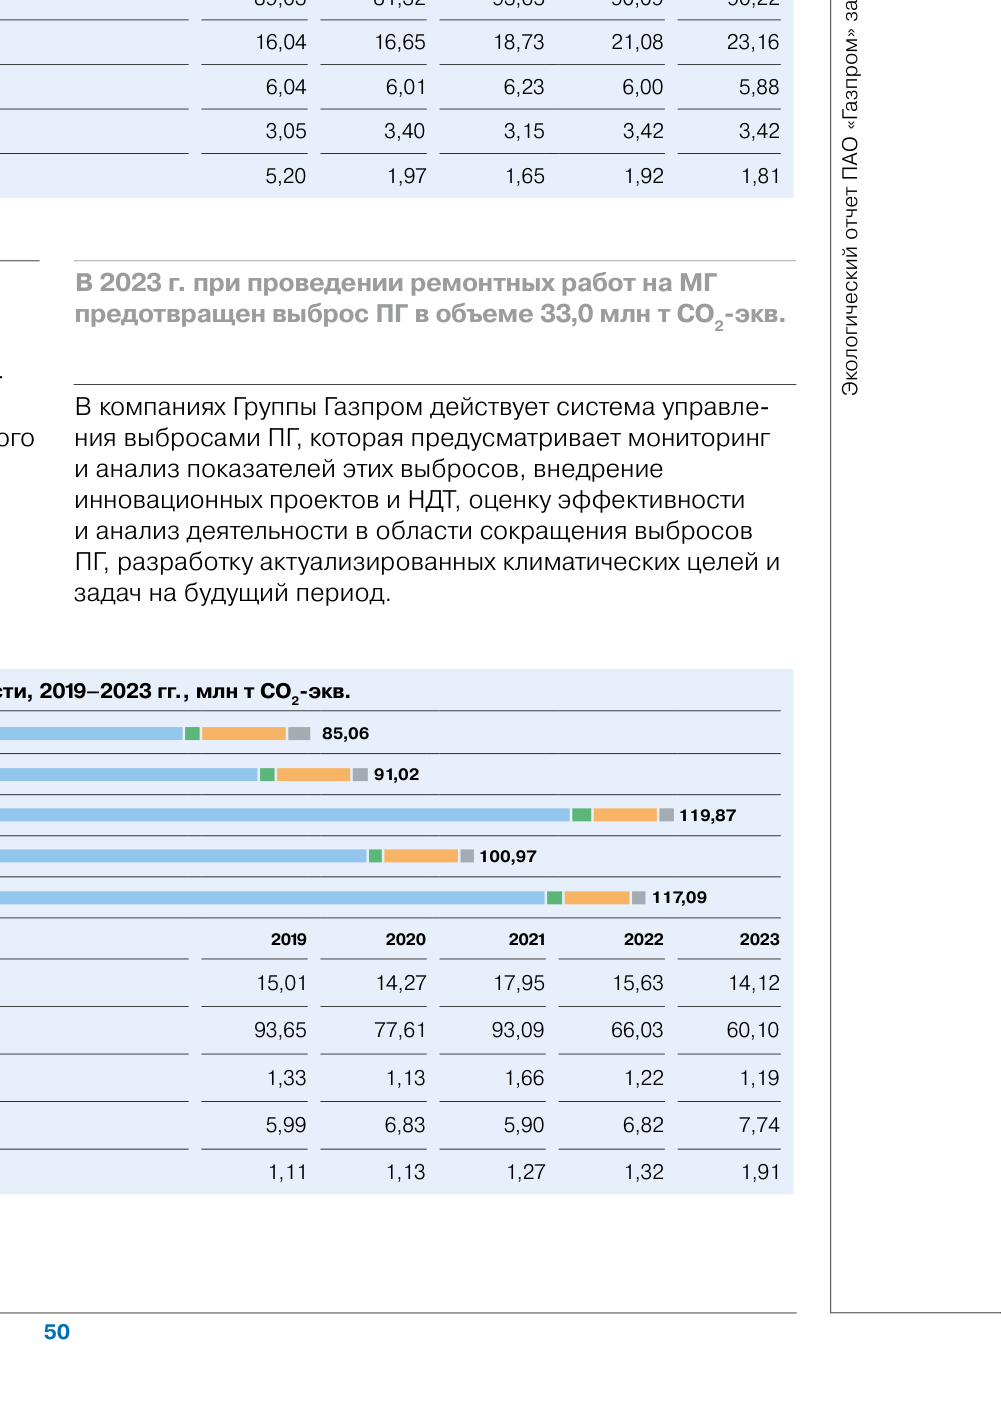 16,04 16,65 18,73 21,08 23,16
6,04 6,01 6,23 6,00 5,88
3,05 3,40 3,15 3,42 3,42
5,20 1,97 1,65 1,92 1,81
В 2023 г. при проведении ремонтных работ на МГ
предотвращен выброс ПГ в объеме 33,0 млн т CO2-экв.
ого
В компаниях Группы Газпром действует система управле-
ния выбросами ПГ, которая предусматривает мониторинг
и анализ показателей этих выбросов, внедрение
инновационных проектов и НДТ, оценку эффективности
и анализ деятельности в области сокращения выбросов
ПГ, разработку актуализированных климатических целей и
задач на будущий период.
сти, 2019–2023 гг., млн т CO2-экв.
85,06
91,02
119,87
100,97
117,09
2019 2020 2021 2022 2023
15,01 14,27 17,95 15,63 14,12
93,65 77,61 93,09 66,03 60,10
1,33 1,13 1,66 1,22 1,19
5,99 6,83 5,90 6,82 7,74
1,11 1,13 1,27 1,32 1,91
50
Экологический отчет ПАО «Газпром» за